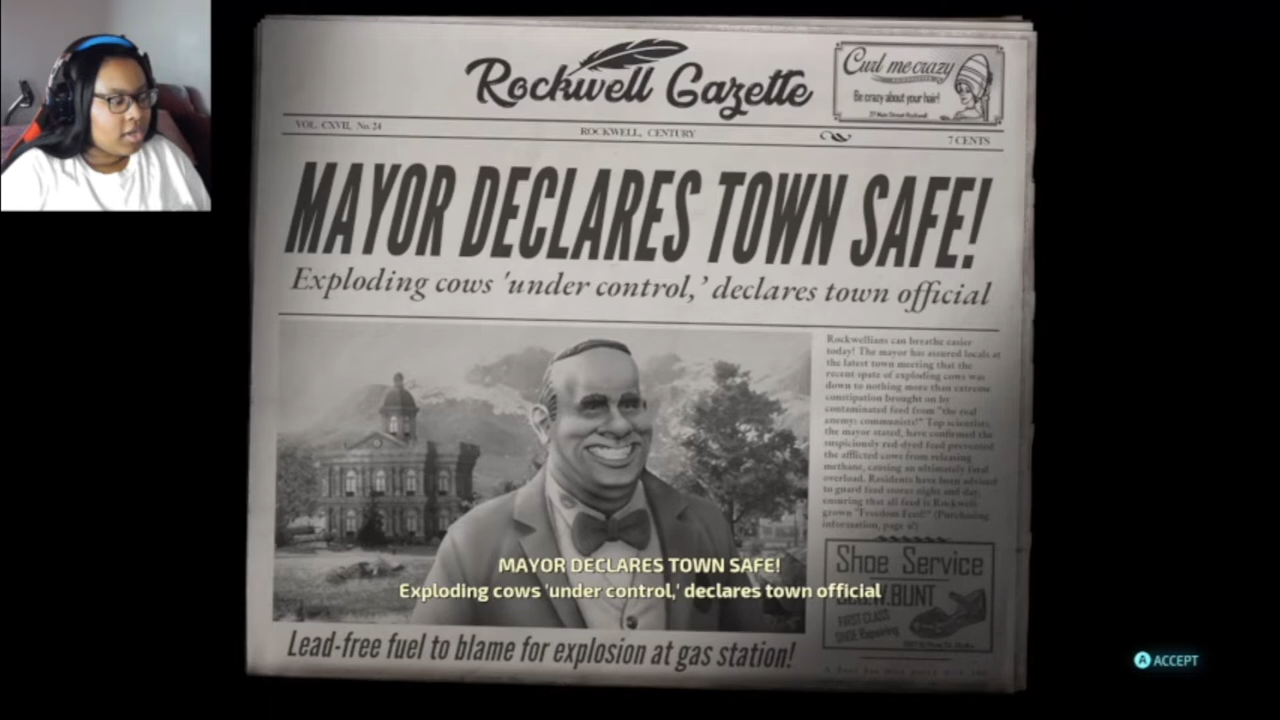 Rockwell Gazette
Curl me crazy
Be crazy about your hair!
27 Main Street Rockwell
VOL. CXVII, No. 24
ROCKWELL, CENTURY
7 CENTS
MAYOR DECLARES TOWN SAFE!
Exploding cows 'under control,' declares town official
Rockwellians can breathe easier
today! The mayor has assured locals at
the latest town meeting that the
recent spate of exploding cows was
down to nothing more than extreme
constipation brought on by
contaminated feed from "the real
enemy: communists!" Top scientists,
the mayor stated, have confirmed the
suspiciously red-dyed feed prevented
the afflicted cows from releasing
methane, causing an ultimately fatal
overload. Residents have been advised
to guard feed stores night and day,
ensuring that all feed is Rockwell-
grown "Freedom Feed!" (Purchasing
information, page 9)
MAYOR DECLARES TOWN SAFE!
Exploding cows 'under control,' declares town official
Shoe Service
W.BUNT
FIRST CLASS
SHOE Repairing
Lead-free fuel to blame for explosion at gas station!
A ACCEPT